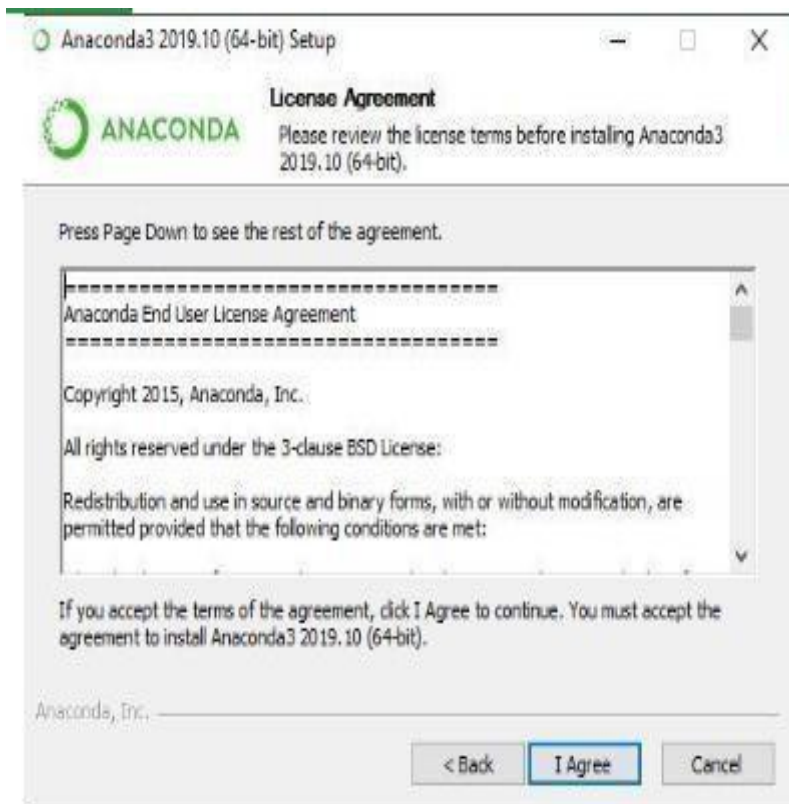 Anaconda3 2019.10 (64-bit) Setup
ANACONDA
License Agreement
Please review the license terms before instaling Anaconda3
2019.10 (64-bit).
Press Page Down to see the rest of the agreement.
====================================
Anaconda End User License Agreement
====================================
Copyright 2015, Anaconda, Inc.
All rights reserved under the 3-clause BSD License:
Redistribution and use in source and binary forms, with or without modification, are
permitted provided that the following conditions are met:
If you accept the terms of the agreement, click I Agree to continue. You must accept the
agreement to install Anaconda3 2019.10 (64-bit).
Anaconda, Inc.
< Back
I Agree
Cancel